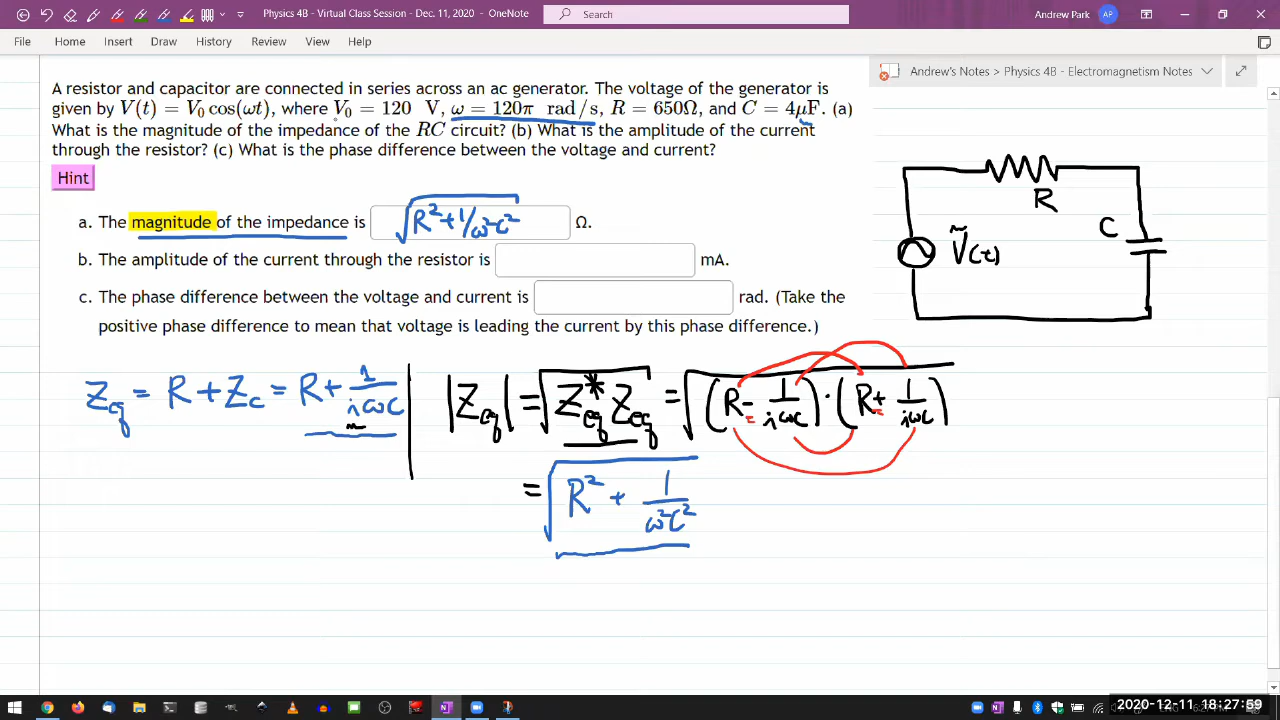 Physics 4B - Virtual Class Session - Dec. 11, 2020 - OneNote
Search
Andrew Park
AP
File Home Insert Draw History Review View Help
Andrew's Notes > Physics 4B - Electromagnetism Notes
A resistor and capacitor are connected in series across an ac generator. The voltage of the generator is
given by V(t) = V₀ cos(ωt), where V₀ = 120 V, ω = 120π rad/s, R = 650Ω, and C = 4μF. (a)
What is the magnitude of the impedance of the RC circuit? (b) What is the amplitude of the current
through the resistor? (c) What is the phase difference between the voltage and current?
Hint
a. The magnitude of the impedance is √(R² + 1/ω²C²) Ω.
b. The amplitude of the current through the resistor is mA.
c. The phase difference between the voltage and current is rad. (Take the
positive phase difference to mean that voltage is leading the current by this phase difference.)
R
C
Ṽ(t)
Z_eq = R + Z_C = R + 1/iωC
|Z_eq| = √(Z*_eq Z_eq) = √((R - 1/iωC) · (R + 1/iωC))
= √(R² + 1/ω²C²)
2020-12-11 18:27:59